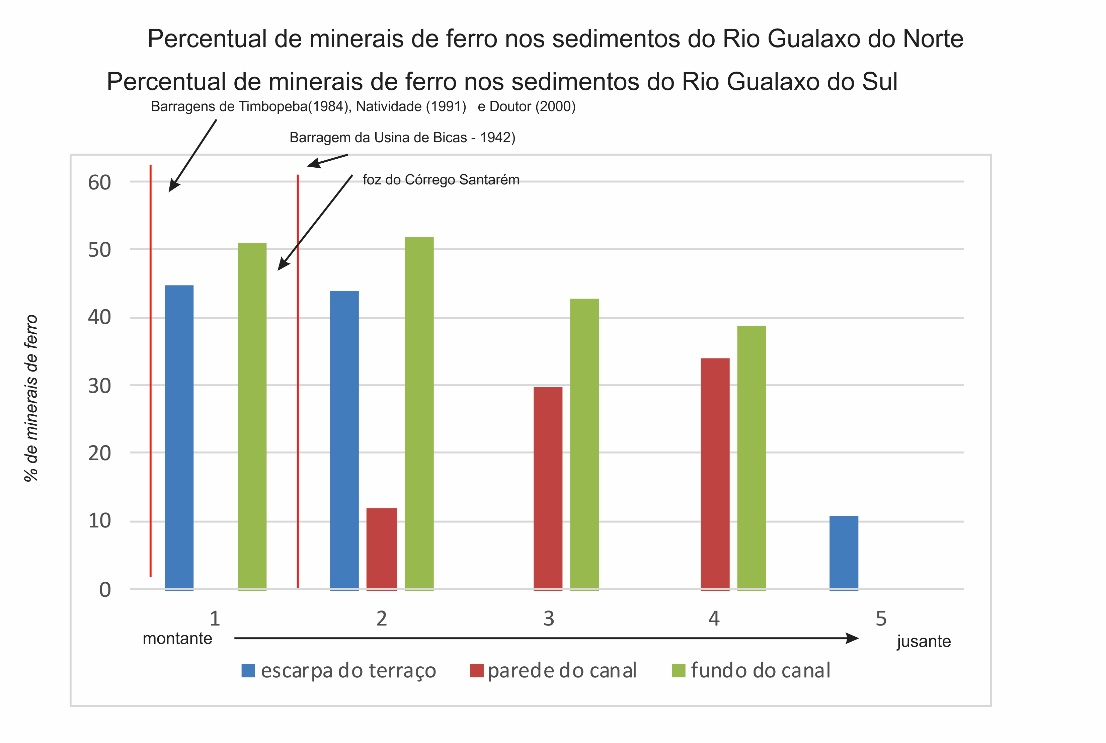 Percentual de minerais de ferro nos sedimentos do Rio Gualaxo do Norte
Percentual de minerais de ferro nos sedimentos do Rio Gualaxo do Sul
Barragens de Timbopeba(1984), Natividade (1991) e Doutor (2000)
Barragem da Usina de Bicas - 1942)
foz do Córrego Santarém
% de minerais de ferro
60
50
40
30
20
10
0
1 2 3 4 5
montante jusante
escarpa do terraço parede do canal fundo do canal